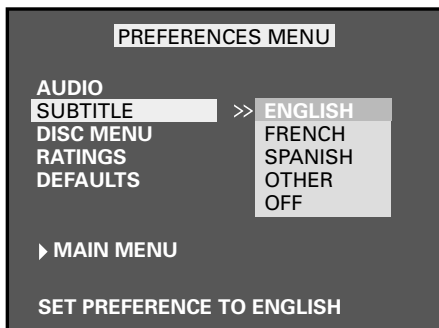 PREFERENCES MENU
AUDIO
SUBTITLE >> ENGLISH
DISC MENU FRENCH
RATINGS SPANISH
DEFAULTS OTHER
OFF
MAIN MENU
SET PREFERENCE TO ENGLISH